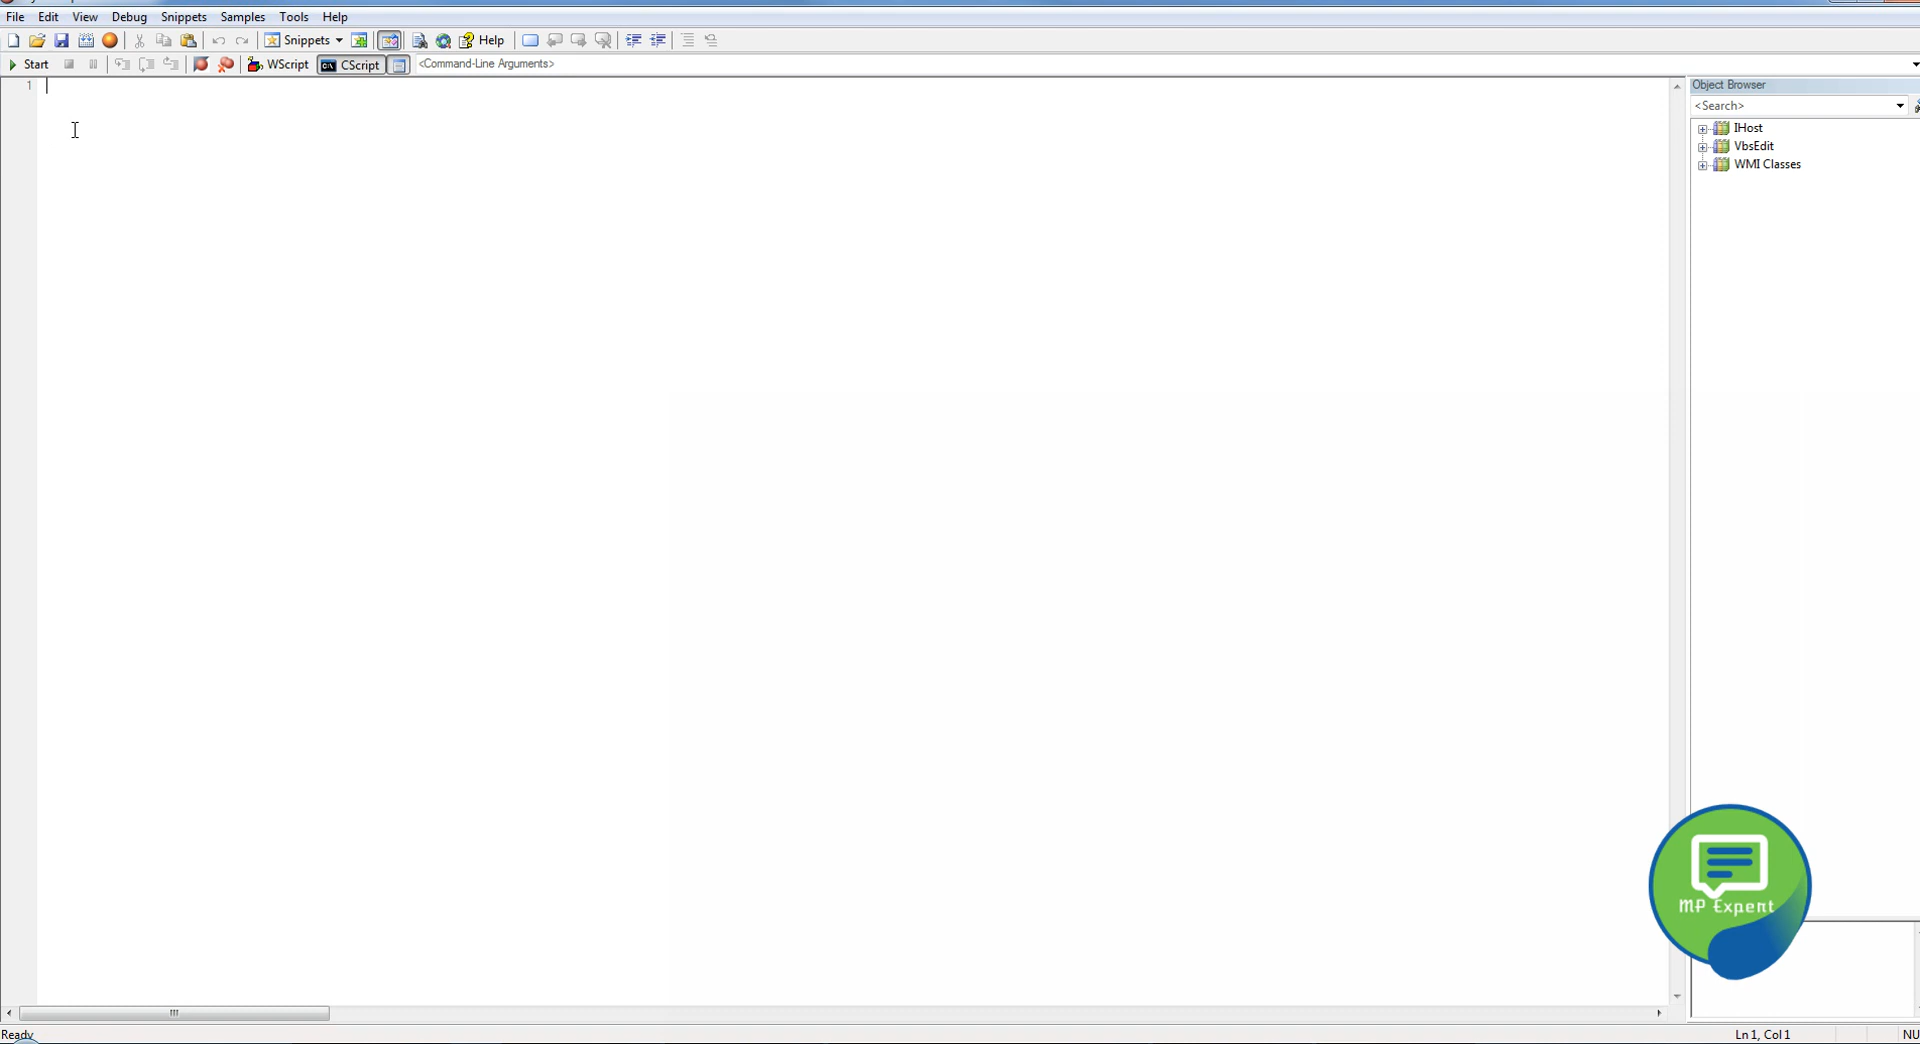 File Edit View Debug Snippets Samples Tools Help
Snippets Help
Start WScript CScript <Command-Line Arguments>
1
Object Browser
<Search>
IHost
VbsEdit
WMI Classes
MP Expert
Ready
Ln 1, Col 1
NU